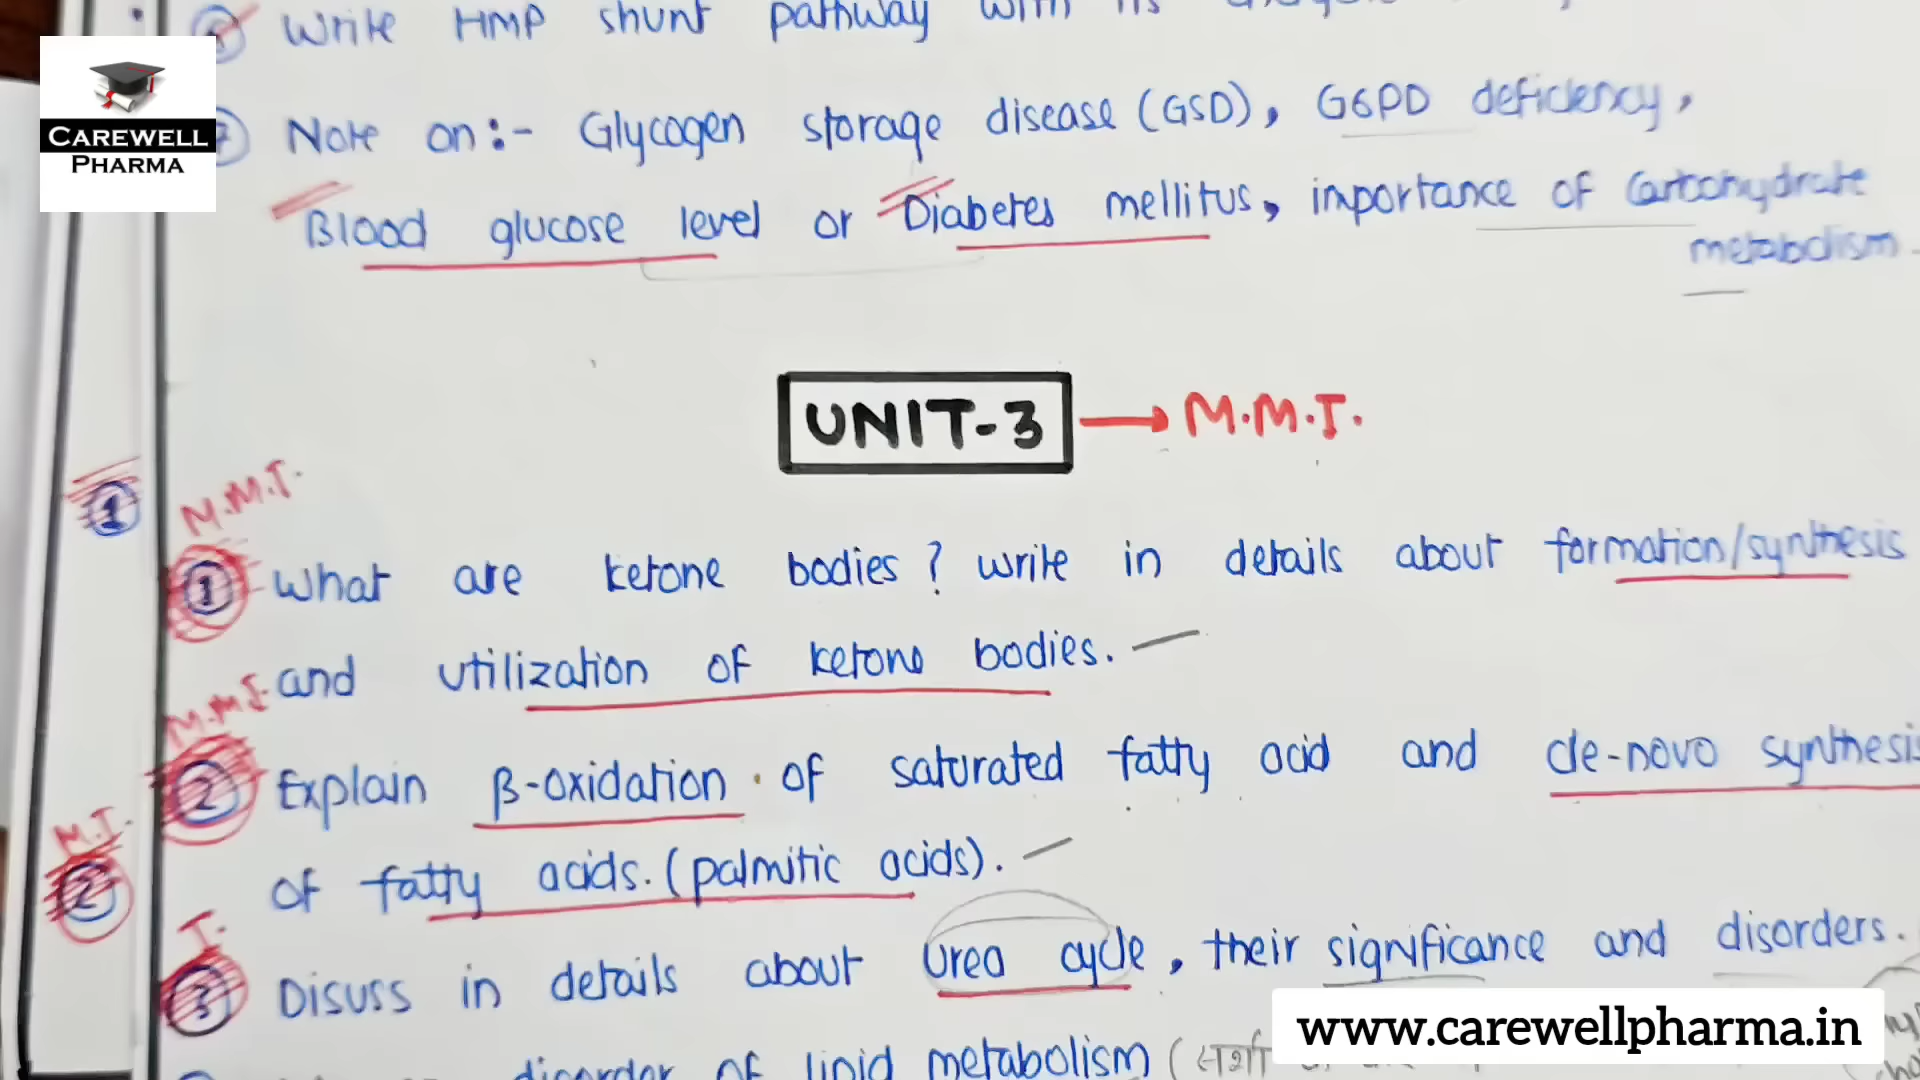 Write HMP shunt pathway with its
CAREWELL
PHARMA
Note on:- Glycogen storage disease (GSD), G6PD deficiency,
Blood glucose level or Diabetes mellitus, importance of Carbohydrate
metabolism.
UNIT-3 → M.M.I.
1
M.M.I.
1 What are ketone bodies? Write in details about formation/synthesis
and utilization of ketone bodies.
M.M.I.
2 Explain β-oxidation of saturated fatty acid and de-novo synthesis
M.I.
2
of fatty acids. (palmitic acids).
I.
3 Disuss in details about Urea cycle, their significance and disorders.
www.carewellpharma.in
disorder of lipid metabolism